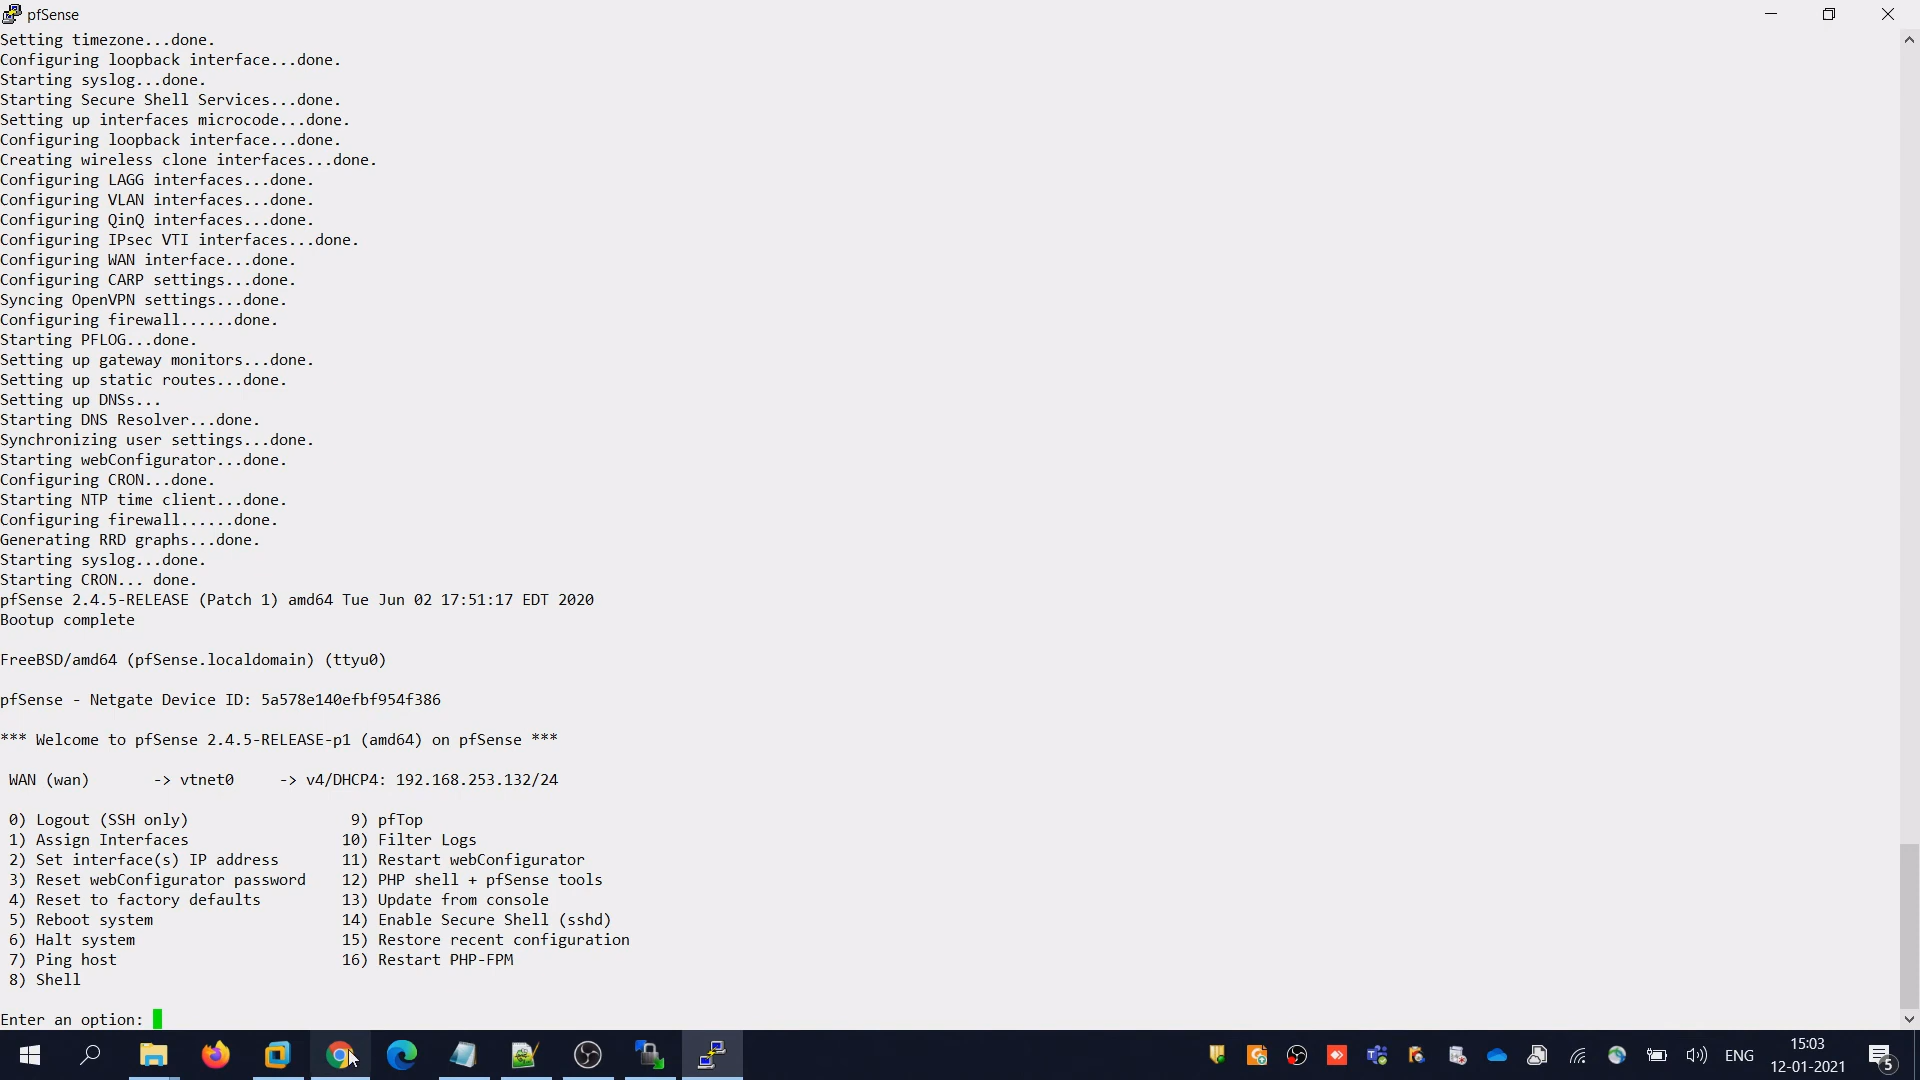 pfSense
Setting timezone...done.
Configuring loopback interface...done.
Starting syslog...done.
Starting Secure Shell Services...done.
Setting up interfaces microcode...done.
Configuring loopback interface...done.
Creating wireless clone interfaces...done.
Configuring LAGG interfaces...done.
Configuring VLAN interfaces...done.
Configuring QinQ interfaces...done.
Configuring IPsec VTI interfaces...done.
Configuring WAN interface...done.
Configuring CARP settings...done.
Syncing OpenVPN settings...done.
Configuring firewall......done.
Starting PFLOG...done.
Setting up gateway monitors...done.
Setting up static routes...done.
Setting up DNSs...
Starting DNS Resolver...done.
Synchronizing user settings...done.
Starting webConfigurator...done.
Configuring CRON...done.
Starting NTP time client...done.
Configuring firewall......done.
Generating RRD graphs...done.
Starting syslog...done.
Starting CRON... done.
pfSense 2.4.5-RELEASE (Patch 1) amd64 Tue Jun 02 17:51:17 EDT 2020
Bootup complete
FreeBSD/amd64 (pfSense.localdomain) (ttyu0)
pfSense - Netgate Device ID: 5a578e140efbf954f386
*** Welcome to pfSense 2.4.5-RELEASE-p1 (amd64) on pfSense ***
WAN (wan) -> vtnet0 -> v4/DHCP4: 192.168.253.132/24
0) Logout (SSH only) 9) pfTop
1) Assign Interfaces 10) Filter Logs
2) Set interface(s) IP address 11) Restart webConfigurator
3) Reset webConfigurator password 12) PHP shell + pfSense tools
4) Reset to factory defaults 13) Update from console
5) Reboot system 14) Enable Secure Shell (sshd)
6) Halt system 15) Restore recent configuration
7) Ping host 16) Restart PHP-FPM
8) Shell
Enter an option:
ENG
15:03
12-01-2021
5